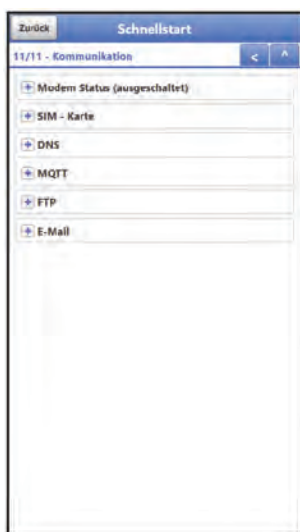 Zurück Schnellstart
11/11 - Kommunikation < ^
+ Modem Status (ausgeschaltet)
+ SIM - Karte
+ DNS
+ MQTT
+ FTP
+ E-Mail